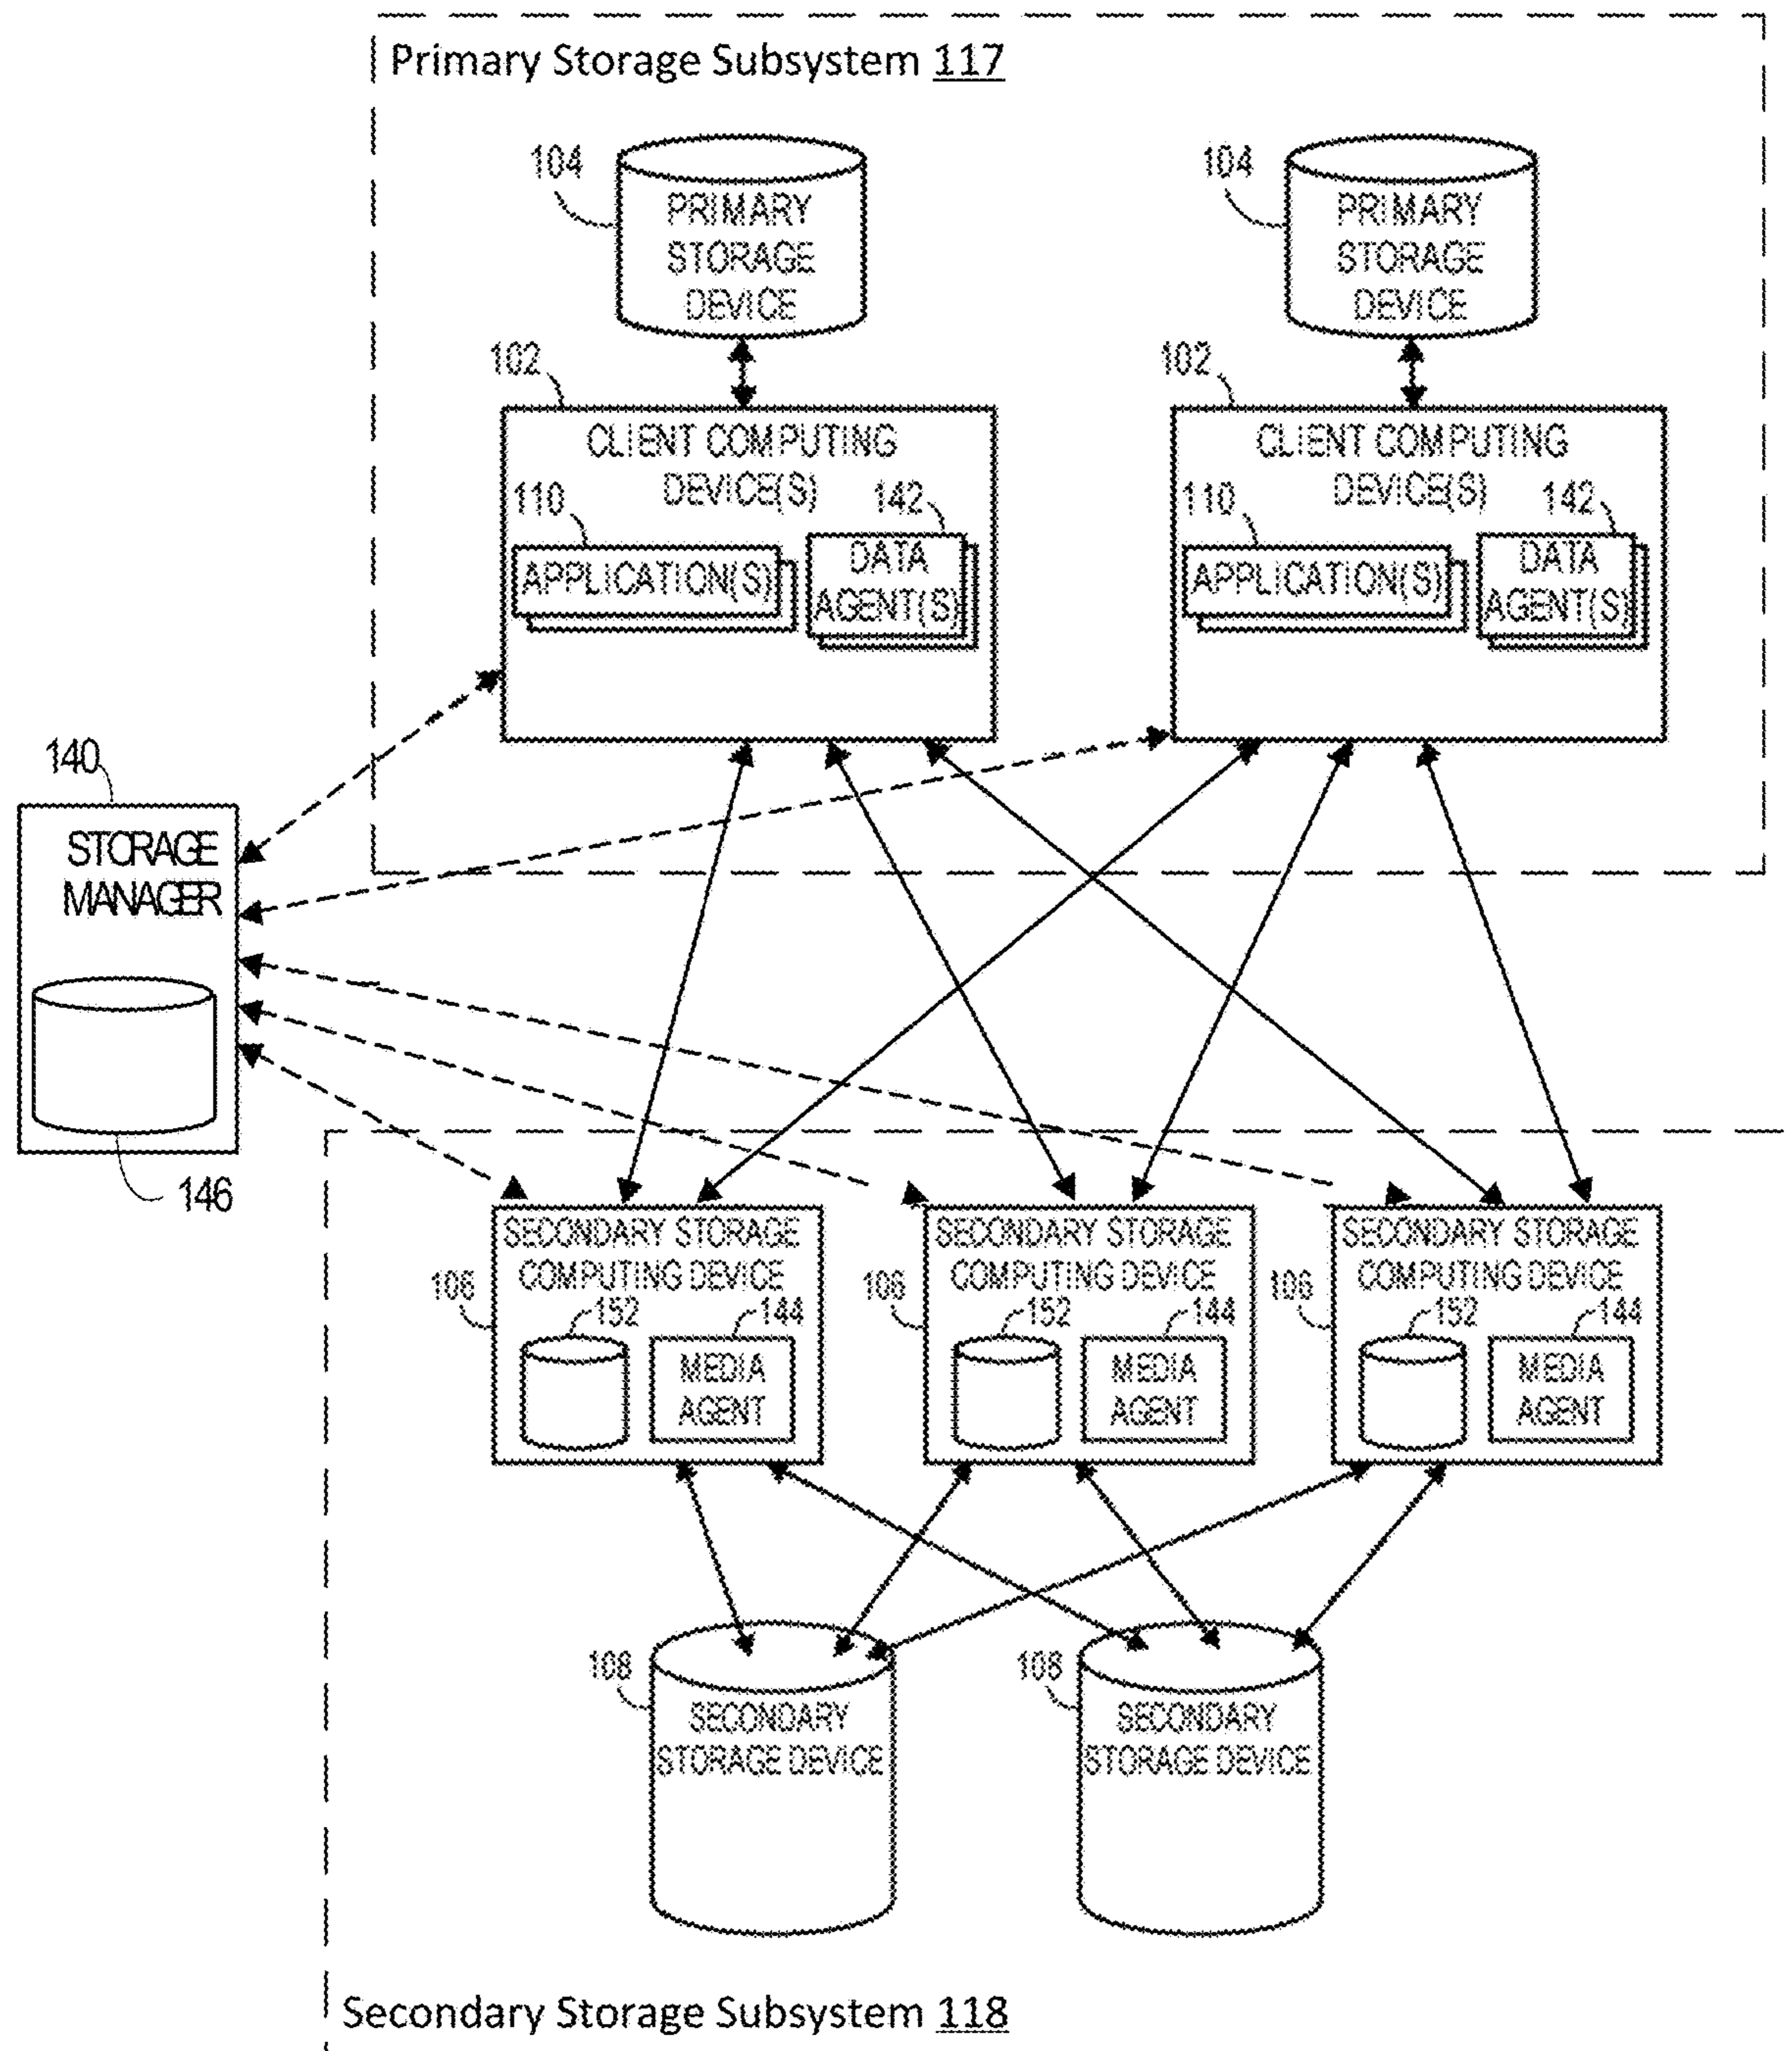 Primary Storage Subsystem 117
104
PRIMARY
STORAGE
DEVICE
104
PRIMARY
STORAGE
DEVICE
102
CLIENT COMPUTING
DEVICE(S)
110
142
APPLICATION(S)
DATA
AGENT(S)
102
CLIENT COMPUTING
DEVICE(S)
110
142
APPLICATION(S)
DATA
AGENT(S)
140
STORAGE
MANAGER
146
SECONDARY STORAGE
COMPUTING DEVICE
106
152
144
MEDIA
AGENT
SECONDARY STORAGE
COMPUTING DEVICE
106
152
144
MEDIA
AGENT
SECONDARY STORAGE
COMPUTING DEVICE
106
152
144
MEDIA
AGENT
108
SECONDARY
STORAGE DEVICE
108
SECONDARY
STORAGE DEVICE
Secondary Storage Subsystem 118